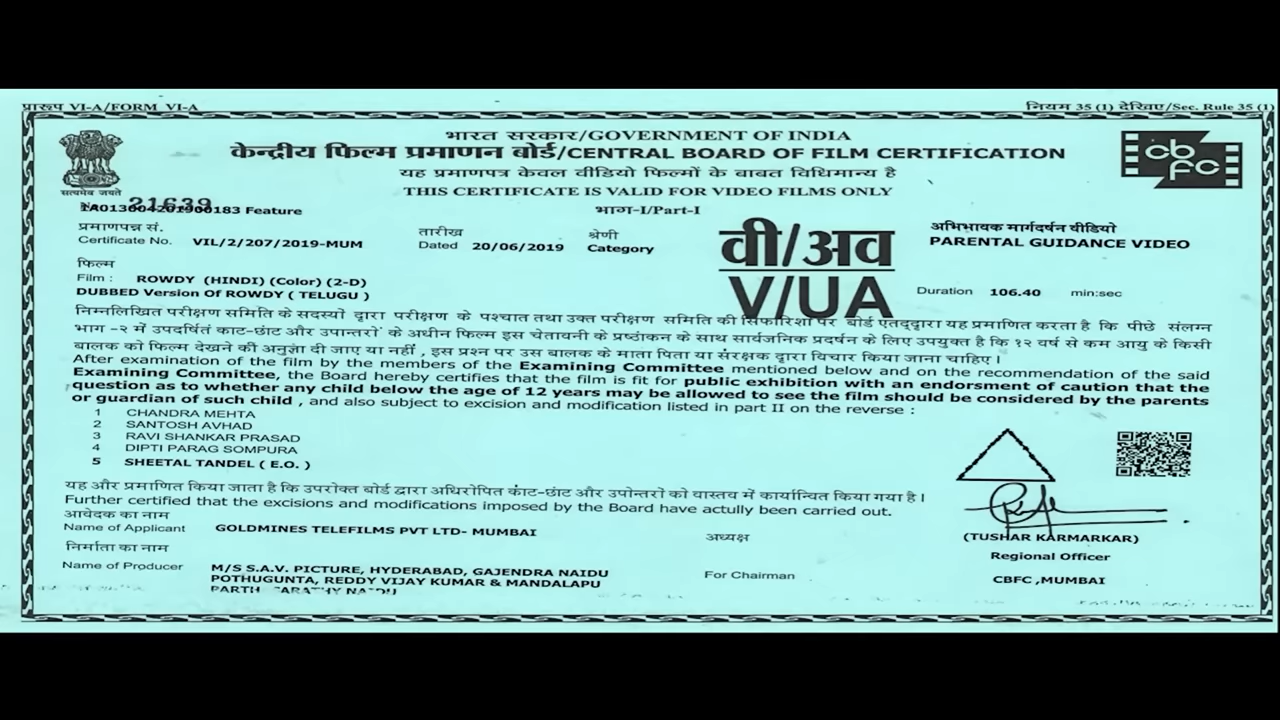 प्रारूप VI-A/FORM VI-A
नियम 35 (1) देखिए/Sec. Rule 35 (1)
भारत सरकार/GOVERNMENT OF INDIA
केन्द्रीय फिल्म प्रमाणन बोर्ड/CENTRAL BOARD OF FILM CERTIFICATION
cbfc
यह प्रमाणपत्र केवल वीडियो फिल्मों के बाबत विधिमान्य है
सत्यमेव जयते
THIS CERTIFICATE IS VALID FOR VIDEO FILMS ONLY
21639
1A013004201900183 Feature
भाग-I/Part-I
प्रमाणपत्र सं.
Certificate No. VIL/2/207/2019-MUM
तारीख
Dated 20/06/2019
श्रेणी
Category
वी/अव
V/UA
अभिभावक मार्गदर्षन वीडियो
PARENTAL GUIDANCE VIDEO
फिल्म
Film : ROWDY (HINDI) (Color) (2-D)
DUBBED Version Of ROWDY ( TELUGU )
Duration 106.40 min:sec
निम्नलिखित परीक्षण समिति के सदस्यों द्वारा परीक्षण के पश्चात तथा उक्त परीक्षण समिति की सिफारिशों पर बोर्ड एतद्द्वारा यह प्रमाणित करता है कि पीछे संलग्न
भाग -२ में उपदर्षित काट-छांट और उपान्तरों के अधीन फिल्म इस चेतावनी के प्रष्ठांकन के साथ सार्वजनिक प्रदर्षन के लिए उपयुक्त है कि १२ वर्ष से कम आयु के किसी
बालक को फिल्म देखने की अनुज्ञा दी जाए या नहीं , इस प्रश्न पर उस बालक के माता पिता या संरक्षक द्वारा विचार किया जाना चाहिए ।
After examination of the film by the members of the Examining Committee mentioned below and on the recommendation of the said
Examining Committee, the Board hereby certifies that the film is fit for public exhibition with an endorsment of caution that the
question as to whether any child below the age of 12 years may be allowed to see the film should be considered by the parents
or guardian of such child , and also subject to excision and modification listed in part II on the reverse :
1 CHANDRA MEHTA
2 SANTOSH AVHAD
3 RAVI SHANKAR PRASAD
4 DIPTI PARAG SOMPURA
5 SHEETAL TANDEL ( E.O. )
यह और प्रमाणित किया जाता है कि उपरोक्त बोर्ड द्वारा अधिरोपित कांट-छांट और उपोन्तरों को वास्तव में कार्यान्वित किया गया है।
Further certified that the excisions and modifications imposed by the Board have actully been carried out.
आवेदक का नाम
Name of Applicant GOLDMINES TELEFILMS PVT LTD- MUMBAI
अध्यक्ष
(TUSHAR KARMARKAR)
निर्माता का नाम
Regional Officer
Name of Producer M/S S.A.V. PICTURE, HYDERABAD, GAJENDRA NAIDU
For Chairman
CBFC ,MUMBAI
POTHUGUNTA, REDDY VIJAY KUMAR & MANDALAPU